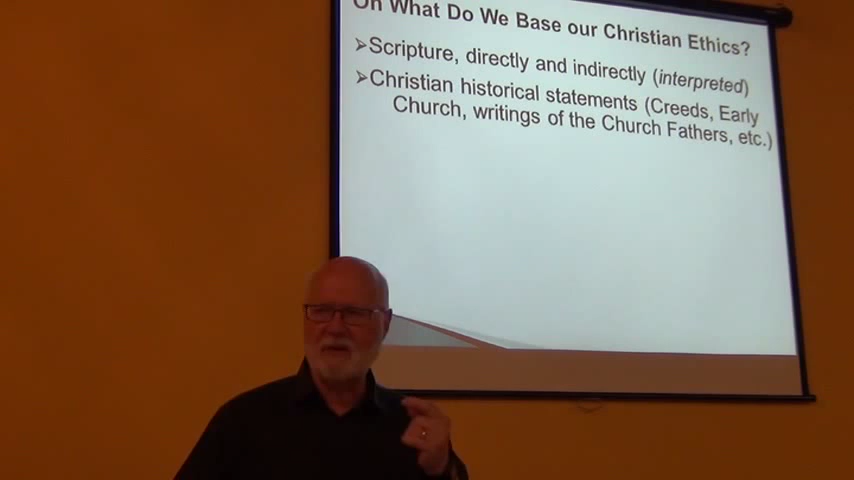 On What Do We Base our Christian Ethics?
➢Scripture, directly and indirectly (interpreted)
➢Christian historical statements (Creeds, Early
Church, writings of the Church Fathers, etc.)